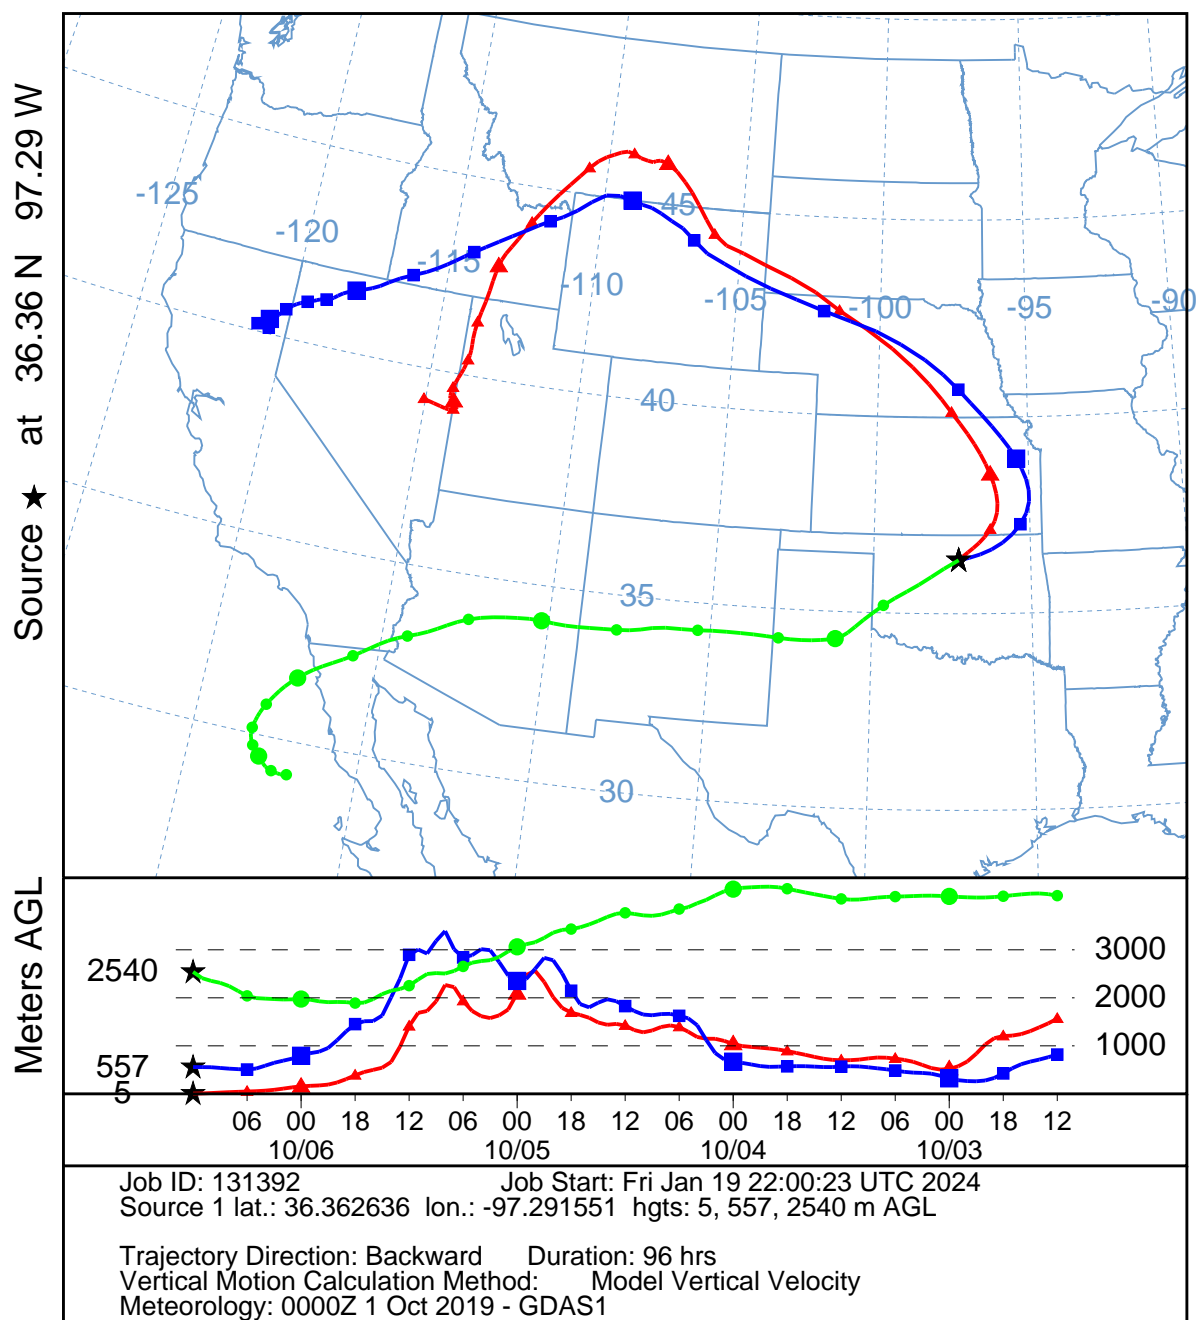 Source ★ at 36.36 N 97.29 W
-125
-120
-115
-110
-105
-100
-95
-90
45
40
35
30
Meters AGL
2540
557
5
3000
2000
1000
06 00 18 12 06 00 18 12 06 00 18 12 06 00 18 12
10/06 10/05 10/04 10/03
Job ID: 131392 Job Start: Fri Jan 19 22:00:23 UTC 2024
Source 1 lat.: 36.362636 lon.: -97.291551 hgts: 5, 557, 2540 m AGL
Trajectory Direction: Backward Duration: 96 hrs
Vertical Motion Calculation Method: Model Vertical Velocity
Meteorology: 0000Z 1 Oct 2019 - GDAS1